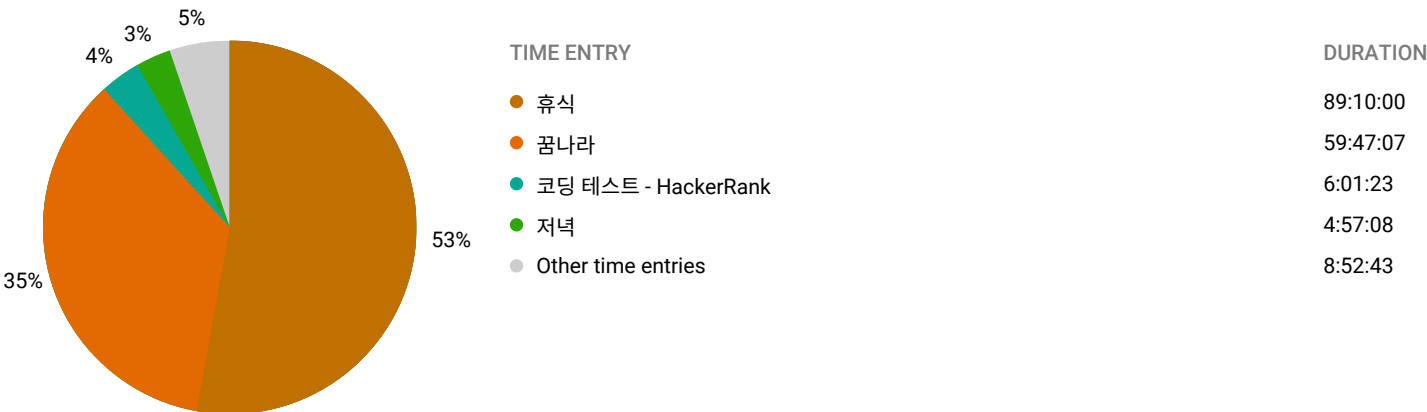 5%
3%
4%
53%
35%
TIME ENTRY DURATION
휴식 89:10:00
꿈나라 59:47:07
코딩 테스트 - HackerRank 6:01:23
저녁 4:57:08
Other time entries 8:52:43